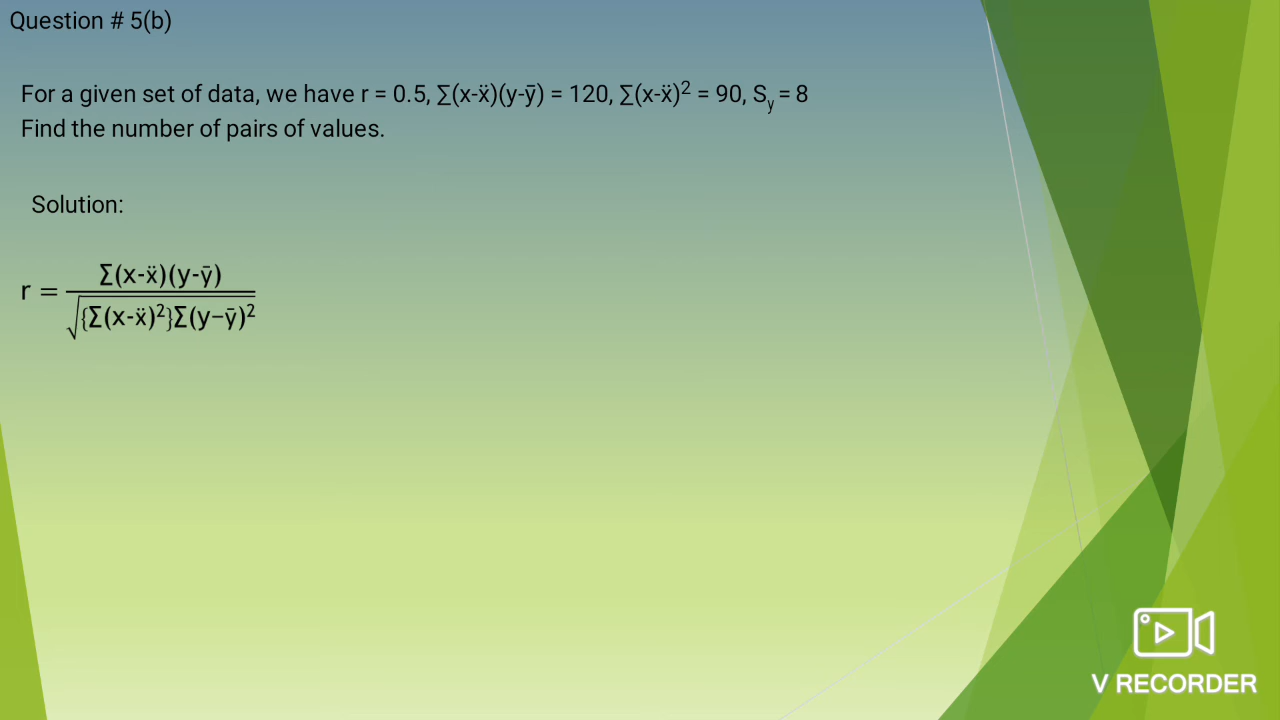 Question # 5(b)
For a given set of data, we have r = 0.5, ∑(x-ẍ)(y-ȳ) = 120, ∑(x-ẍ)² = 90, Sy = 8
Find the number of pairs of values.
Solution:
r = ∑(x-ẍ)(y-ȳ) / √{∑(x-ẍ)²}∑(y−ȳ)²
V RECORDER